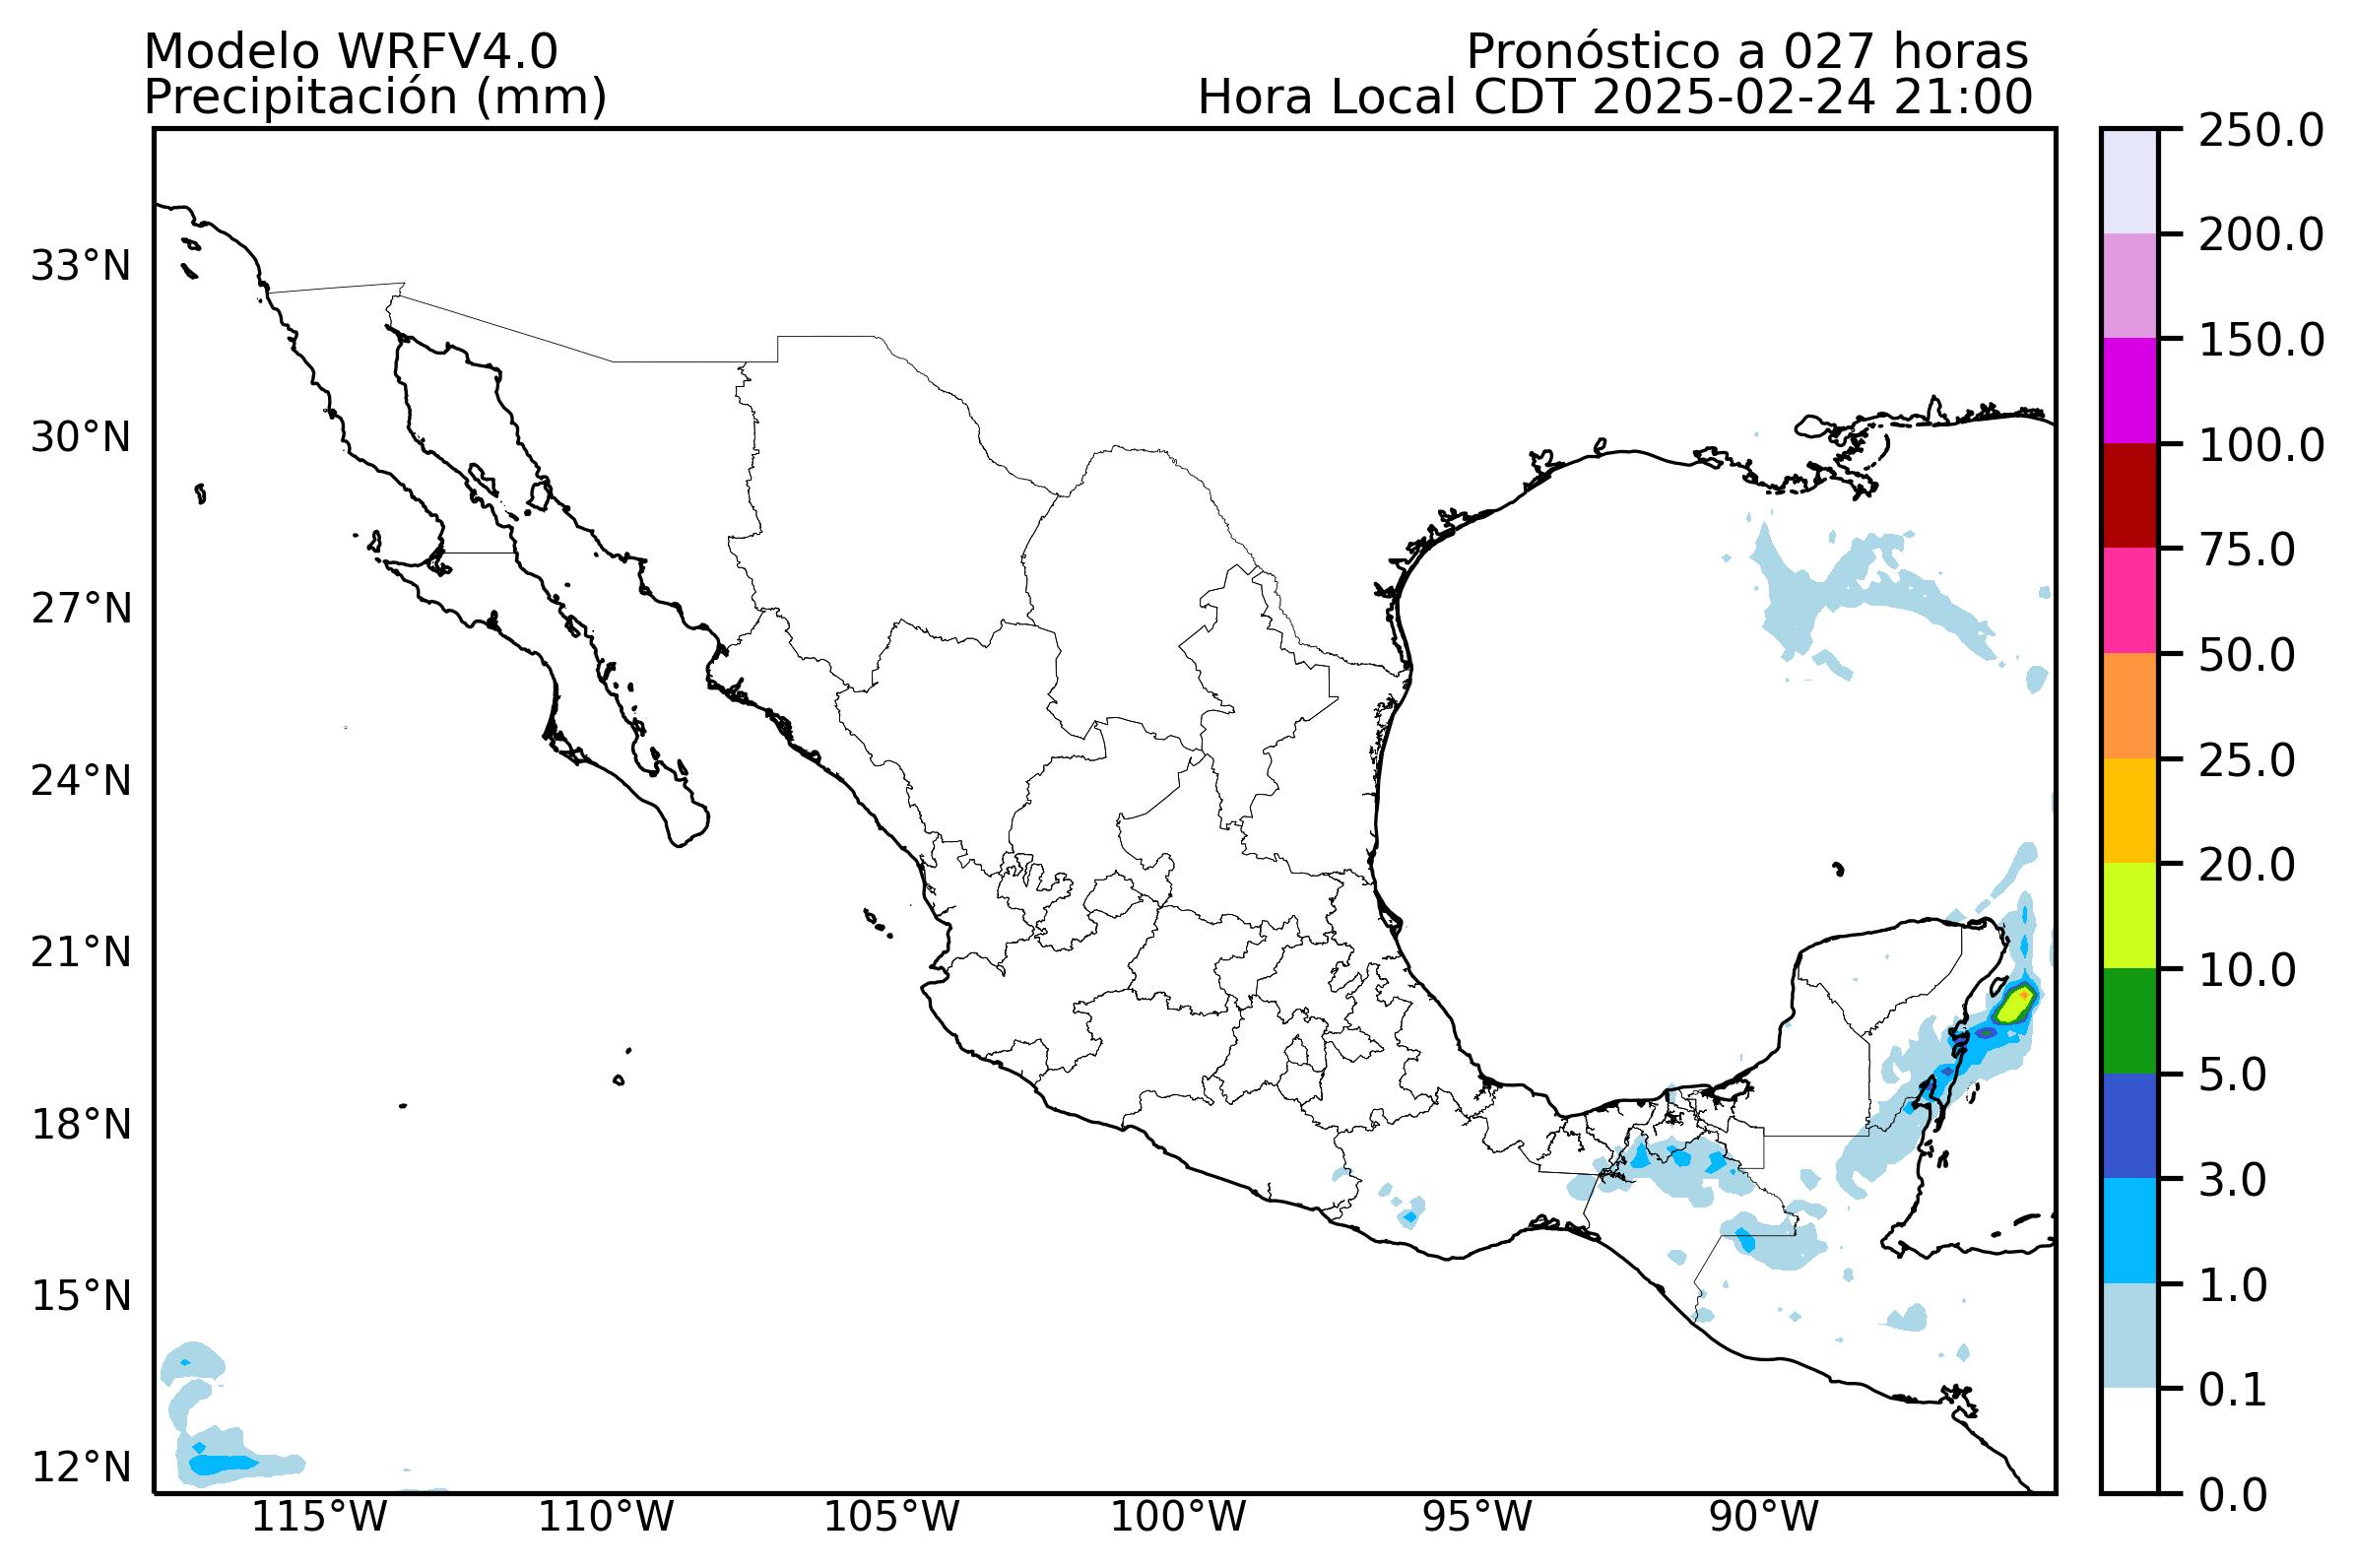 Modelo WRFV4.0
Pronóstico a 027 horas
Precipitación (mm)
Hora Local CDT 2025-02-24 21:00
33°N
30°N
27°N
24°N
21°N
18°N
15°N
12°N
115°W
110°W
105°W
100°W
95°W
90°W
250.0
200.0
150.0
100.0
75.0
50.0
25.0
20.0
10.0
5.0
3.0
1.0
0.1
0.0